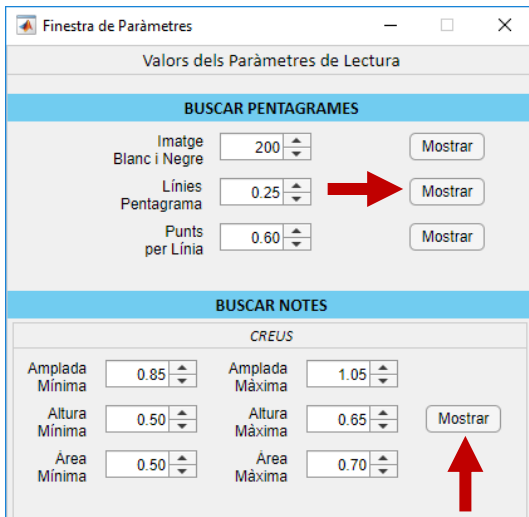 Finestra de Paràmetres
Valors dels Paràmetres de Lectura
BUSCAR PENTAGRAMES
Imatge
Blanc i Negre
200
Mostrar
Línies
Pentagrama
0.25
Mostrar
Punts
per Línia
0.60
Mostrar
BUSCAR NOTES
CREUS
Amplada
Mínima
0.85
Amplada
Màxima
1.05
Altura
Mínima
0.50
Altura
Màxima
0.65
Mostrar
Àrea
Mínima
0.50
Àrea
Màxima
0.70